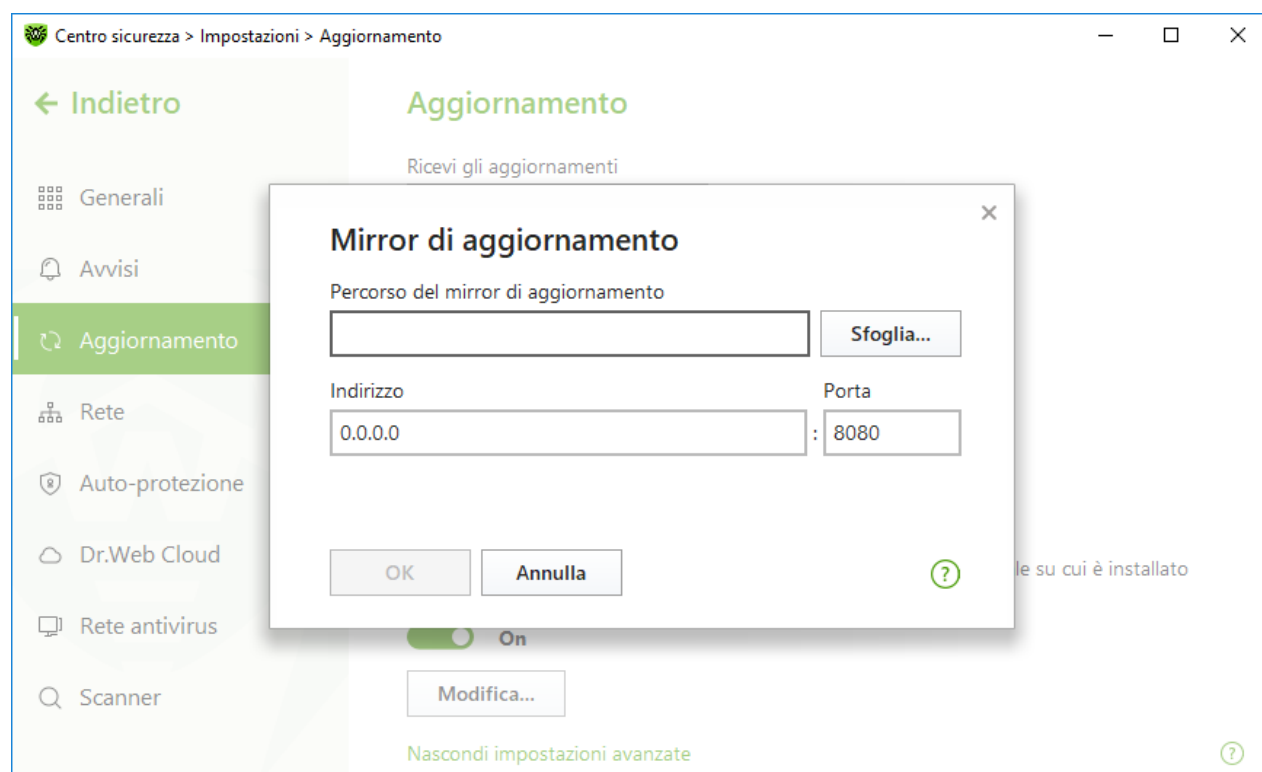 Centro sicurezza > Impostazioni > Aggiornamento
Indietro
Generali
Avvisi
Aggiornamento
Rete
Auto-protezione
Dr.Web Cloud
Rete antivirus
Scanner
Aggiornamento
Ricevi gli aggiornamenti
Mirror di aggiornamento
Percorso del mirror di aggiornamento
Sfoglia...
Indirizzo Porta
0.0.0.0 : 8080
OK Annulla ?
le su cui è installato
On
Modifica...
Nascondi impostazioni avanzate ?